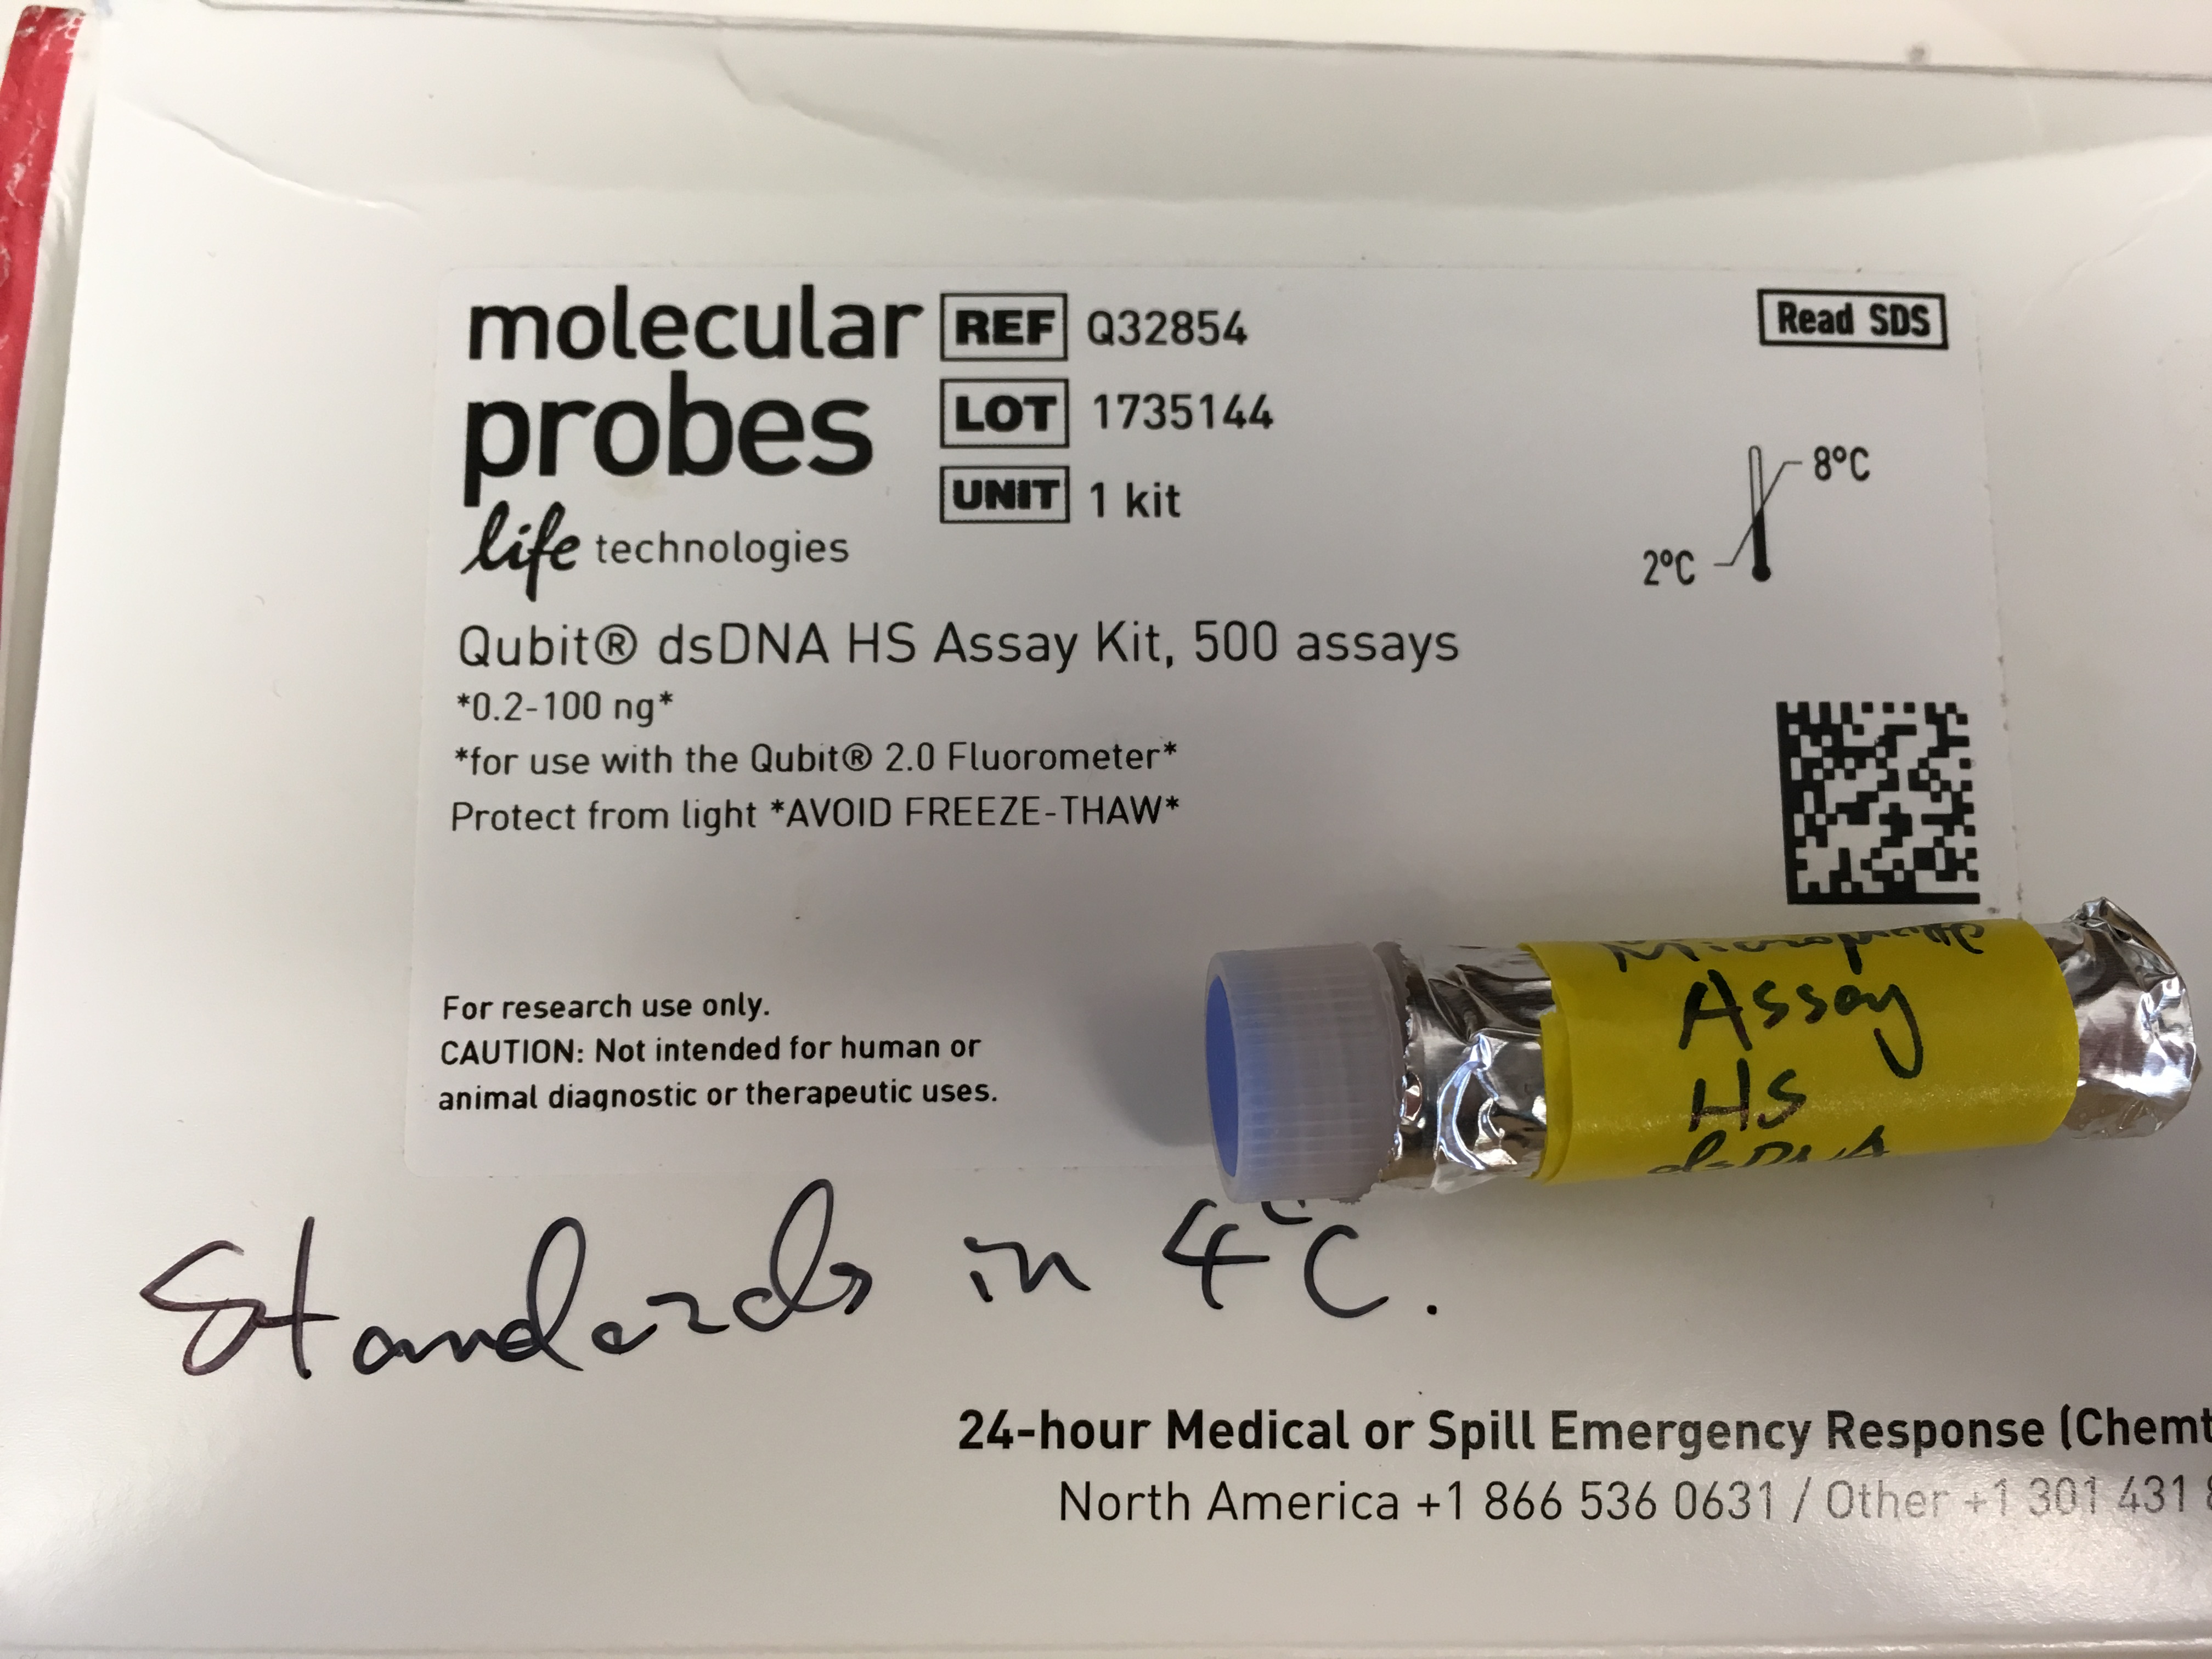 molecular
probes
life technologies
REF Q32854
LOT 1735144
UNIT 1 kit
Read SDS
8°C
2°C
Qubit® dsDNA HS Assay Kit, 500 assays
*0.2-100 ng*
*for use with the Qubit® 2.0 Fluorometer*
Protect from light *AVOID FREEZE-THAW*
For research use only.
CAUTION: Not intended for human or
animal diagnostic or therapeutic uses.
Assay
HS
dsDNA
Standards in 4°C.
24-hour Medical or Spill Emergency Response (Chemt
North America +1 866 536 0631 / Other +1 301 431